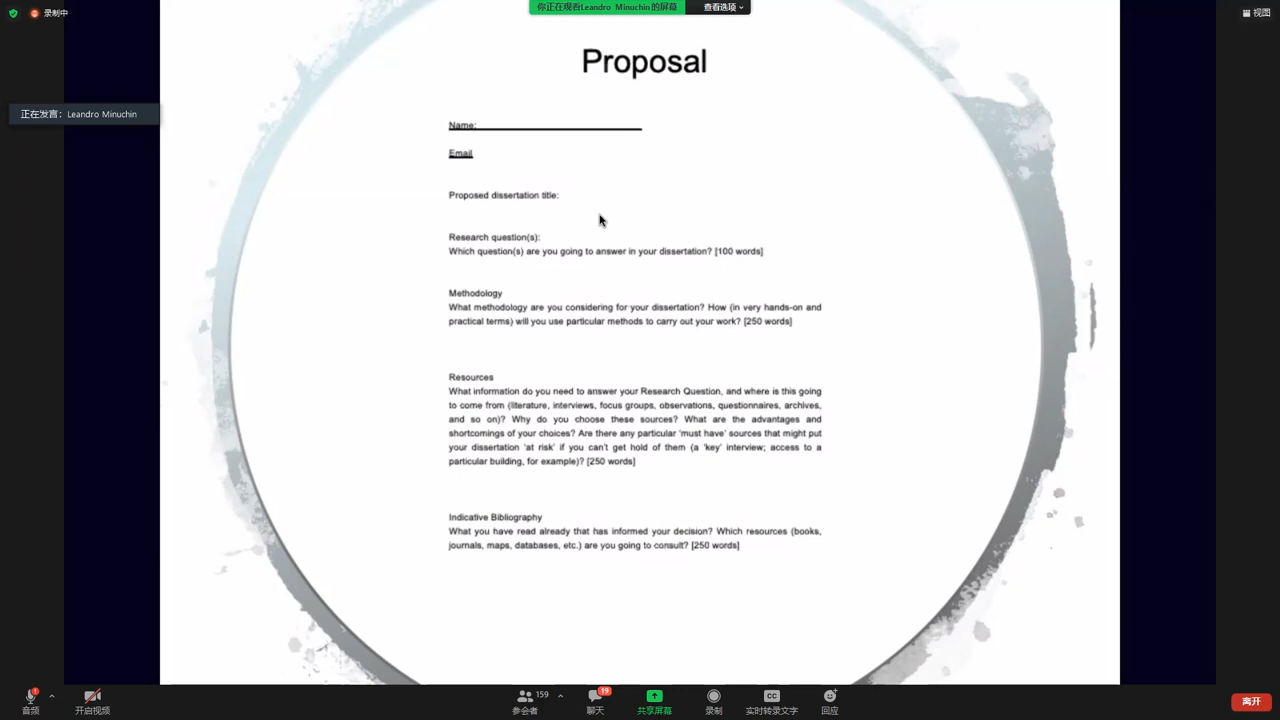 录制中
你正在观看Leandro Minuchin的屏幕
查看选项
视图
Proposal
正在发言: Leandro Minuchin
Name:
Email
Proposed dissertation title:
Research question(s):
Which question(s) are you going to answer in your dissertation? [100 words]
Methodology
What methodology are you considering for your dissertation? How (in very hands-on and
practical terms) will you use particular methods to carry out your work? [250 words]
Resources
What information do you need to answer your Research Question, and where is this going
to come from (literature, interviews, focus groups, observations, questionnaires, archives,
and so on)? Why do you choose these sources? What are the advantages and
shortcomings of your choices? Are there any particular 'must have' sources that might put
your dissertation 'at risk' if you can't get hold of them (a 'key' interview; access to a
particular building, for example)? [250 words]
Indicative Bibliography
What you have read already that has informed your decision? Which resources (books,
journals, maps, databases, etc.) are you going to consult? [250 words]
159
19
CC
音频
开启视频
参会者
聊天
共享屏幕
录制
实时转录文字
回应
离开